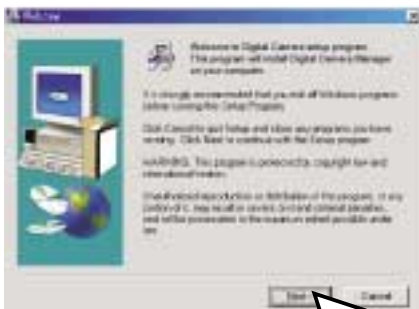 Welcome
Welcome to Digital Camera setup program.
This program will install Digital Camera Manager
on your computer.
It is strongly recommended that you exit all Windows programs
before running this Setup Program.
Click Cancel to quit Setup and close any programs you have
running. Click Next to continue with the Setup program.
WARNING: This program is protected by copyright law and
international treaties.
Unauthorized reproduction or distribution of this program, or any
portion of it, may result in severe civil and criminal penalties,
and will be prosecuted to the maximum extent possible under
law.
Next
Cancel